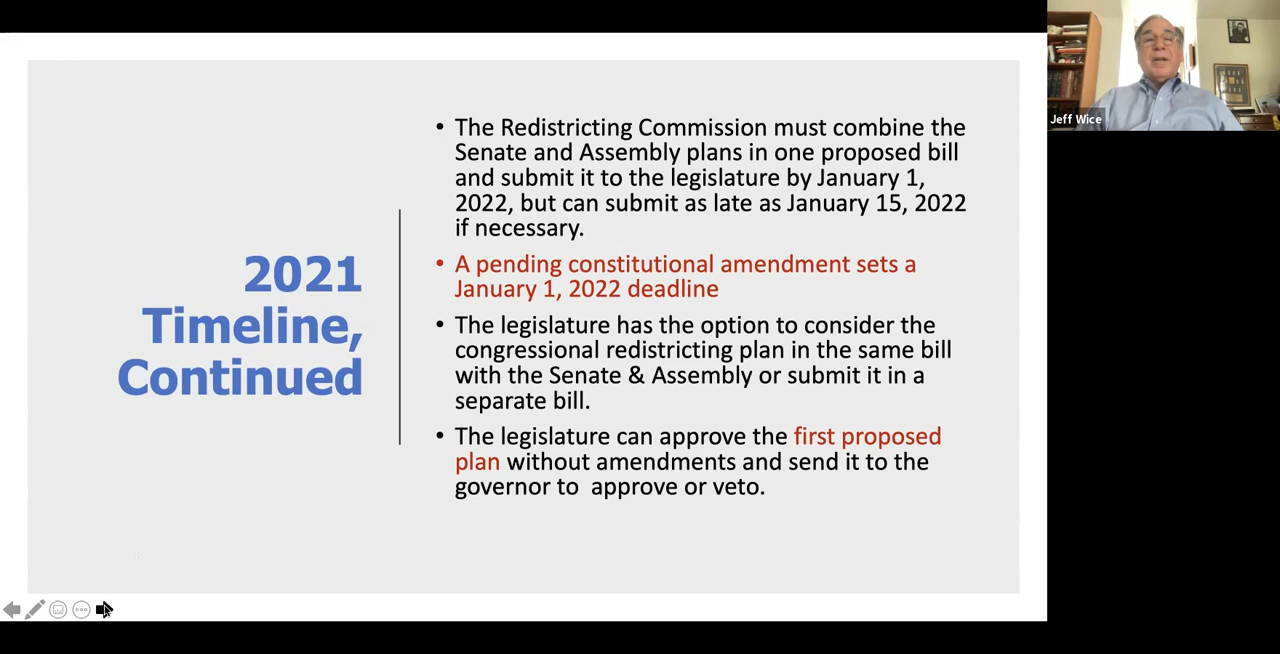 2021
Timeline,
Continued
• The Redistricting Commission must combine the
Senate and Assembly plans in one proposed bill
and submit it to the legislature by January 1,
2022, but can submit as late as January 15, 2022
if necessary.
• A pending constitutional amendment sets a
January 1, 2022 deadline
• The legislature has the option to consider the
congressional redistricting plan in the same bill
with the Senate & Assembly or submit it in a
separate bill.
• The legislature can approve the first proposed
plan without amendments and send it to the
governor to  approve or veto.
Jeff Wice